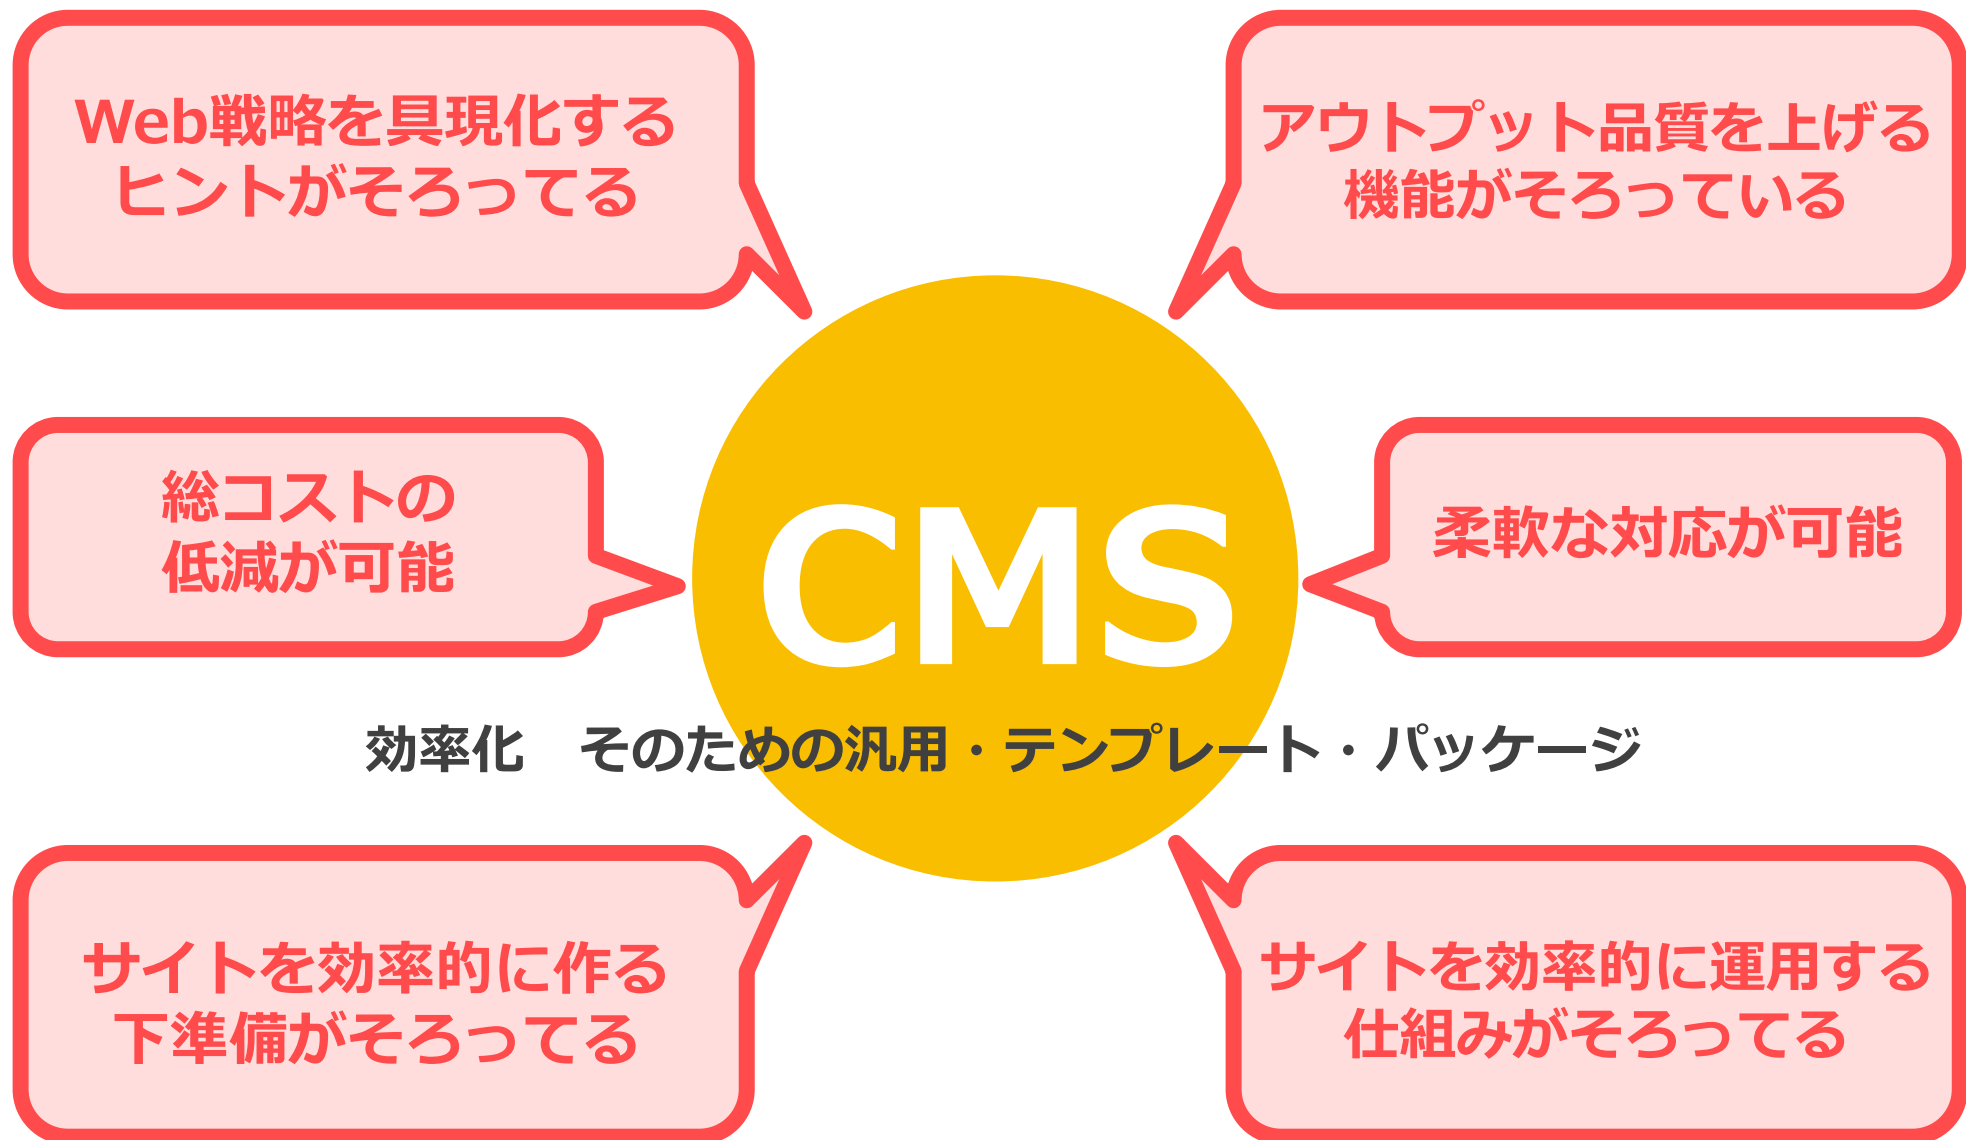 Web戦略を具現化する
ヒントがそろってる
アウトプット品質を上げる
機能がそろっている
総コストの
低減が可能
CMS
柔軟な対応が可能
効率化　そのための汎用・テンプレート・パッケージ
サイトを効率的に作る
下準備がそろってる
サイトを効率的に運用する
仕組みがそろってる